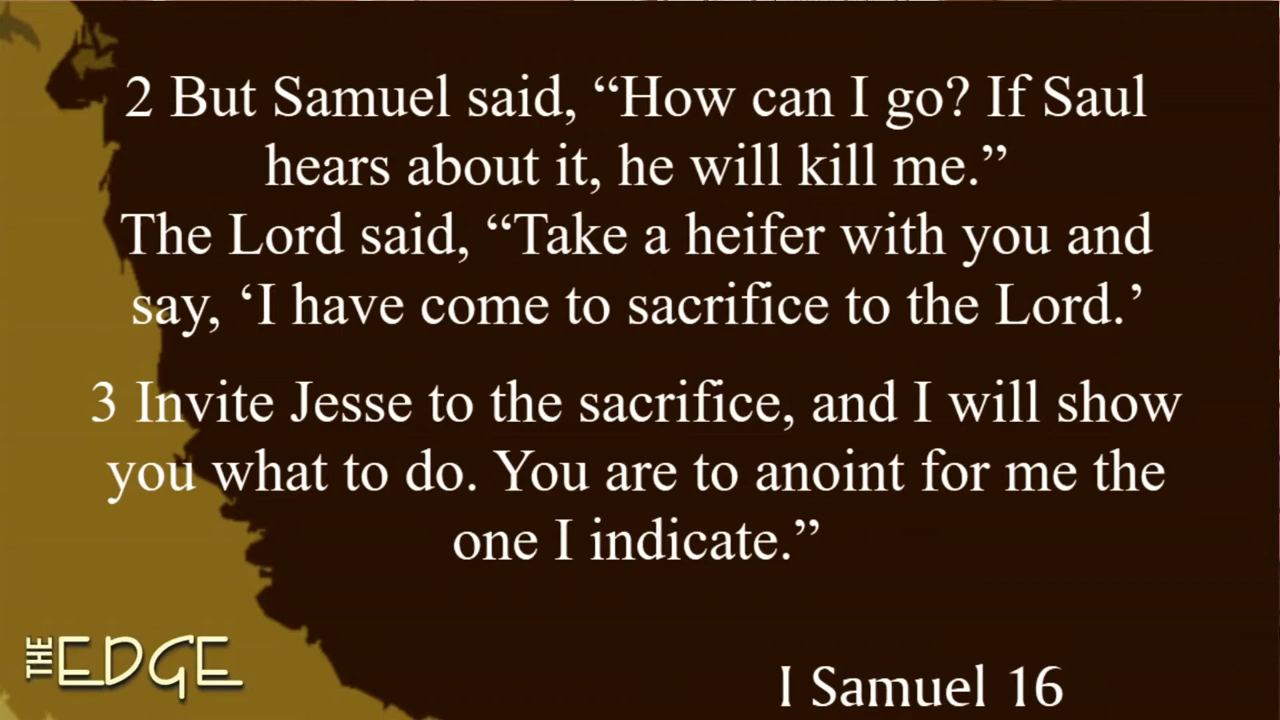 2 But Samuel said, “How can I go? If Saul
hears about it, he will kill me.”
The Lord said, “Take a heifer with you and
say, ‘I have come to sacrifice to the Lord.’
3 Invite Jesse to the sacrifice, and I will show
you what to do. You are to anoint for me the
one I indicate.”
THE EDGE
I Samuel 16